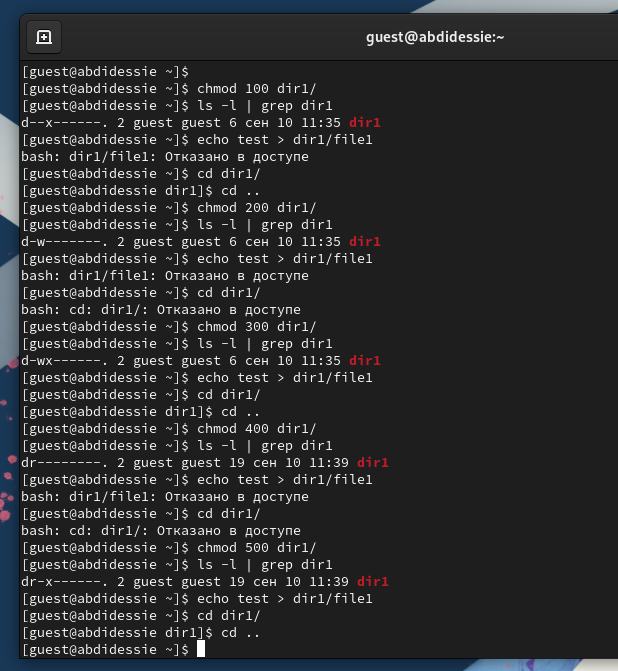 guest@abdidessie:~
[guest@abdidessie ~]$
[guest@abdidessie ~]$ chmod 100 dir1/
[guest@abdidessie ~]$ ls -l | grep dir1
d--x------. 2 guest guest 6 сен 10 11:35 dir1
[guest@abdidessie ~]$ echo test > dir1/file1
bash: dir1/file1: Отказано в доступе
[guest@abdidessie ~]$ cd dir1/
[guest@abdidessie dir1]$ cd ..
[guest@abdidessie ~]$ chmod 200 dir1/
[guest@abdidessie ~]$ ls -l | grep dir1
d-w-------. 2 guest guest 6 сен 10 11:35 dir1
[guest@abdidessie ~]$ echo test > dir1/file1
bash: dir1/file1: Отказано в доступе
[guest@abdidessie ~]$ cd dir1/
bash: cd: dir1/: Отказано в доступе
[guest@abdidessie ~]$ chmod 300 dir1/
[guest@abdidessie ~]$ ls -l | grep dir1
d-wx------. 2 guest guest 6 сен 10 11:35 dir1
[guest@abdidessie ~]$ echo test > dir1/file1
[guest@abdidessie ~]$ cd dir1/
[guest@abdidessie dir1]$ cd ..
[guest@abdidessie ~]$ chmod 400 dir1/
[guest@abdidessie ~]$ ls -l | grep dir1
dr--------. 2 guest guest 19 сен 10 11:39 dir1
[guest@abdidessie ~]$ echo test > dir1/file1
bash: dir1/file1: Отказано в доступе
[guest@abdidessie ~]$ cd dir1/
bash: cd: dir1/: Отказано в доступе
[guest@abdidessie ~]$ chmod 500 dir1/
[guest@abdidessie ~]$ ls -l | grep dir1
dr-x------. 2 guest guest 19 сен 10 11:39 dir1
[guest@abdidessie ~]$ echo test > dir1/file1
[guest@abdidessie ~]$ cd dir1/
[guest@abdidessie dir1]$ cd ..
[guest@abdidessie ~]$